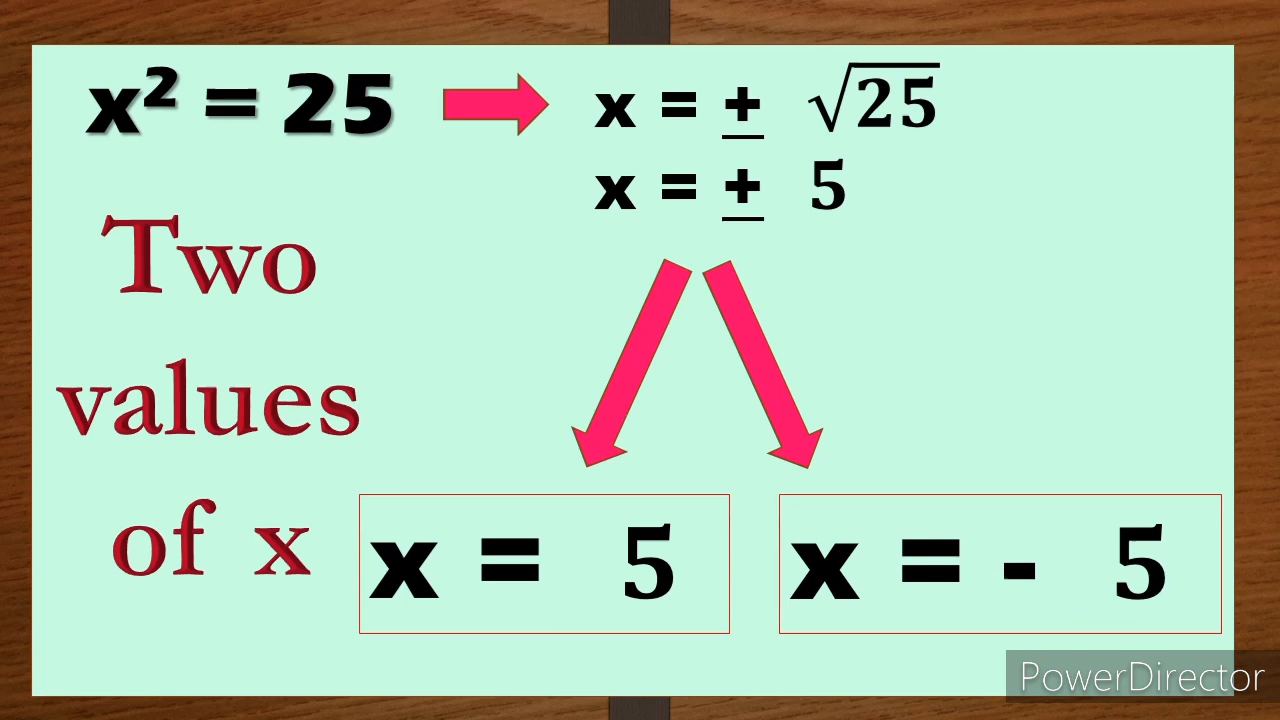 x² = 25
x = ± √25
x = ± 5
Two
values
of x
x = 5
x = - 5
PowerDirector